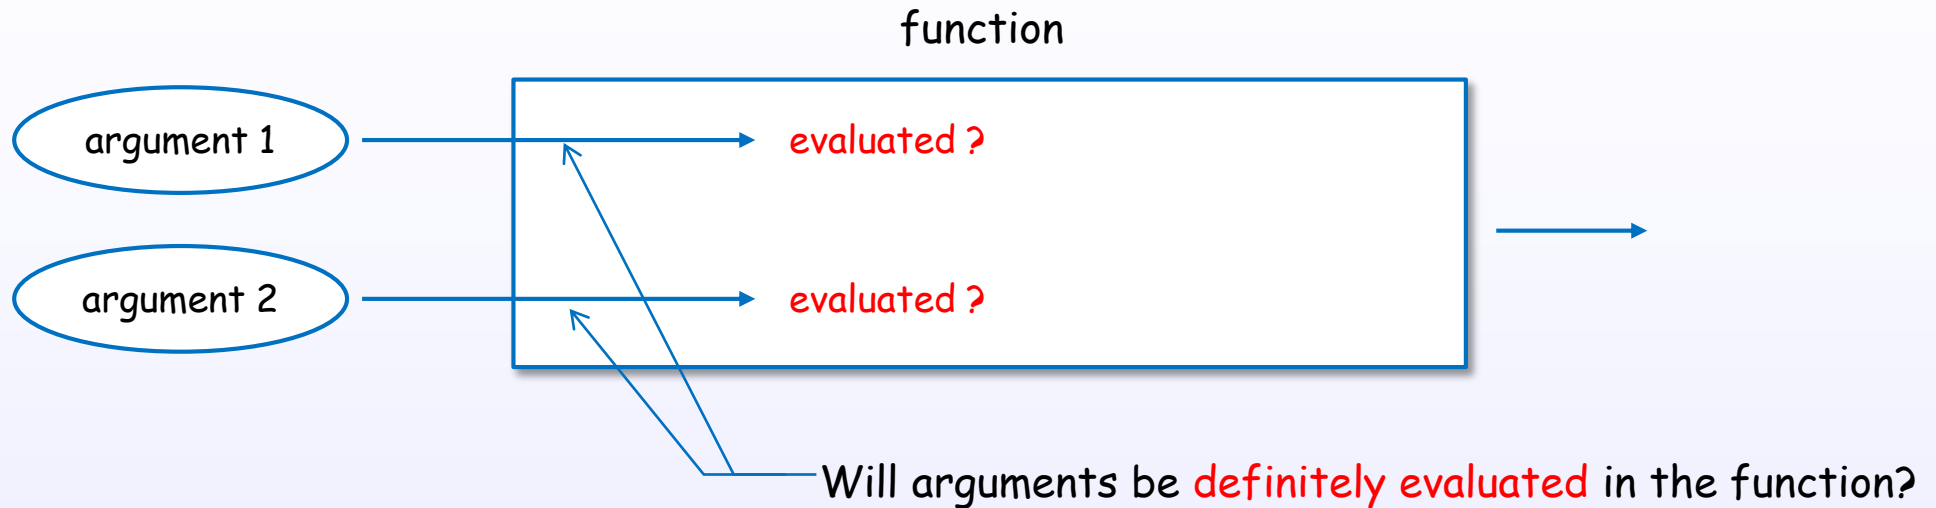 function
argument 1
evaluated ?
argument 2
evaluated ?
Will arguments be definitely evaluated in the function?